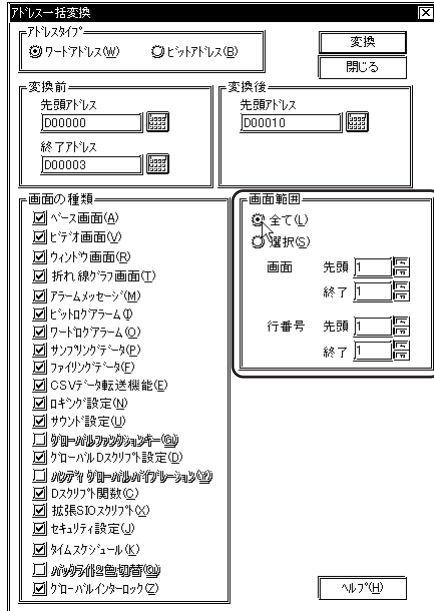 アドレス一括変換
アドレスタイプ
ワードアドレス(W) ビットアドレス(B)
変換
閉じる
変換前
先頭アドレス
D00000
終了アドレス
D00003
変換後
先頭アドレス
D00010
画面の種類
ベース画面(A)
ビデオ画面(V)
ウィンドウ画面(R)
折れ線グラフ画面(T)
アラームメッセージ(M)
ビットログアラーム(I)
ワードログアラーム(O)
サンプリングデータ(P)
ファイリングデータ(F)
CSVデータ転送機能(E)
ロギング設定(N)
サウンド設定(U)
グローバルファンクションキー(G)
グローバルDスクリプト設定(D)
ハンディ グローバルバイブレーション(Y)
Dスクリプト関数(C)
拡張SIOスクリプト(X)
セキュリティ設定(J)
タイムスケジュール(K)
バックライト2色切替(Q)
グローバルインターロック(Z)
画面範囲
全て(L)
選択(S)
画面 先頭 1
終了 1
行番号 先頭 1
終了 1
ヘルプ(H)